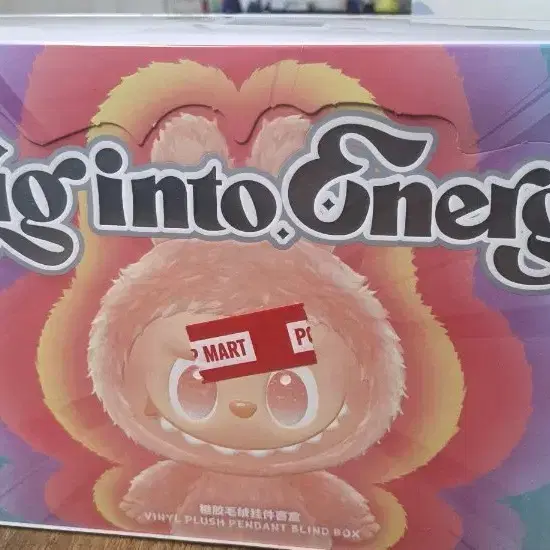 ig into Energ
P MART PO
搪胶毛绒挂件盲盒
VINYL PLUSH PENDANT BLIND BOX